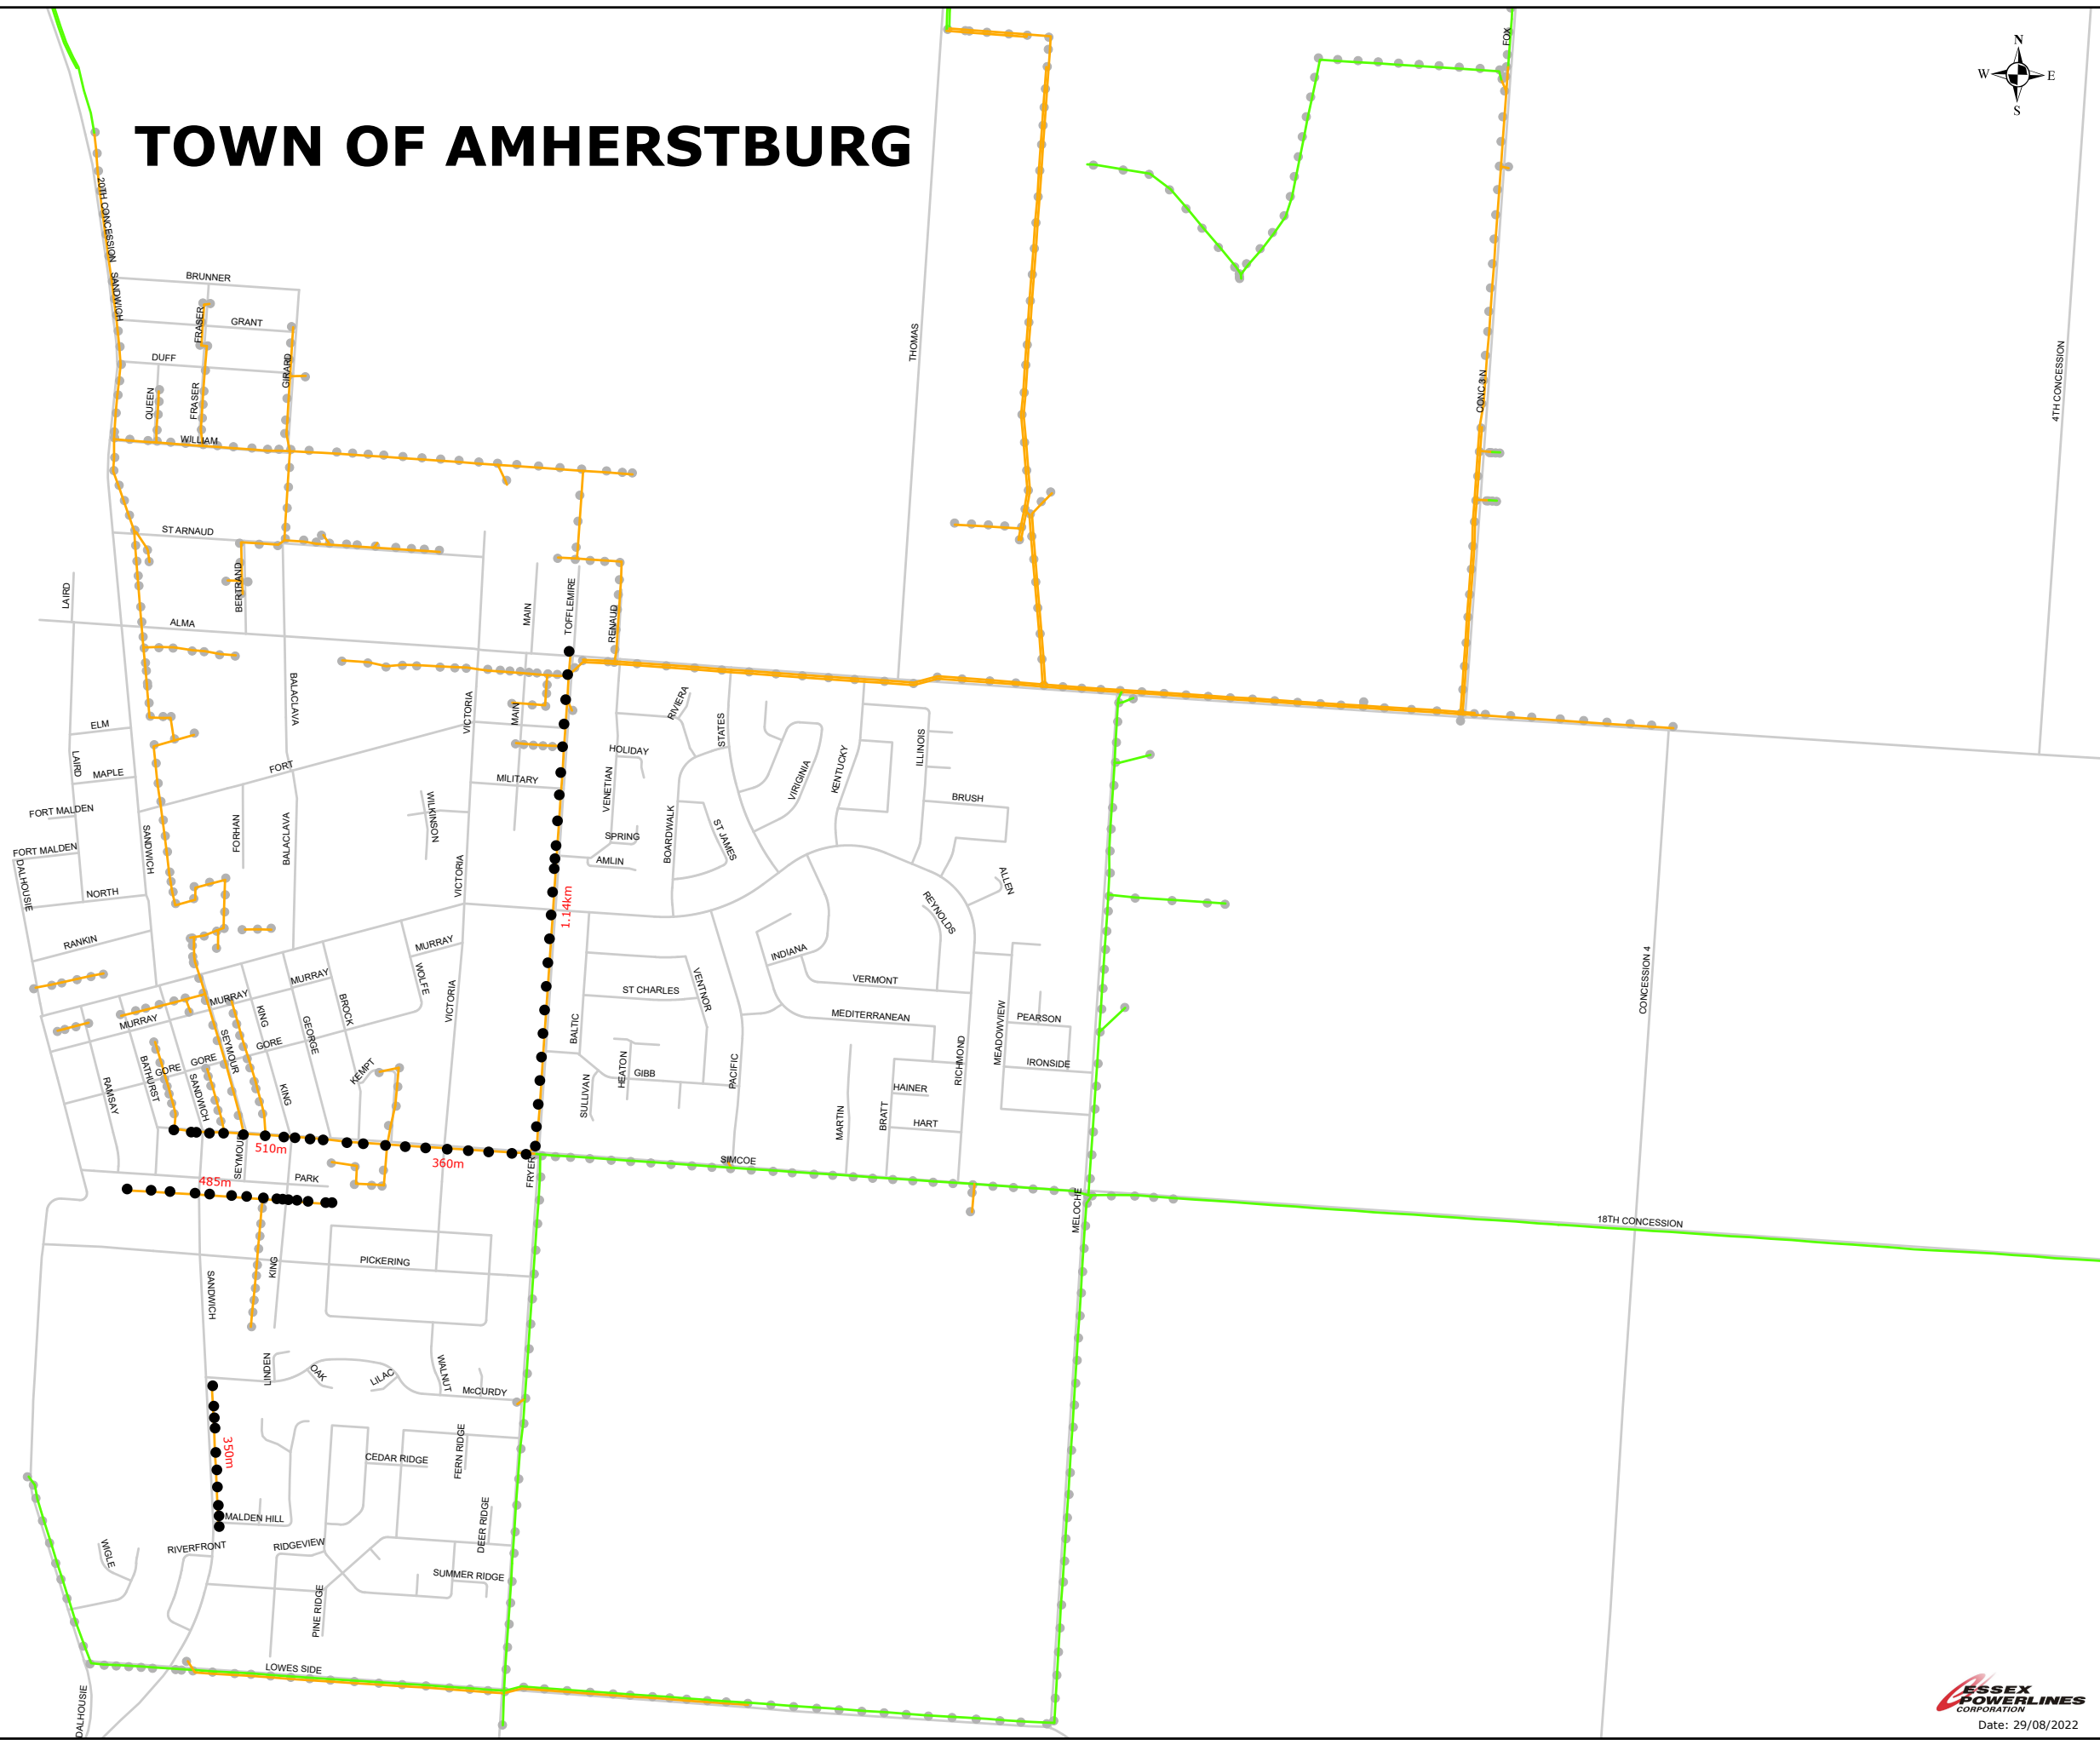 FOX
N
W E
S
TOWN OF AMHERSTBURG
20TH CONCESSION
SANDWICH
BRUNNER
FRASER
GRANT
THOMAS
DUFF
GIRARD
4TH CONCESSION
QUEEN
FRASER
CONC 3 N
WILLIAM
ST ARNAUD
LAIRD
BERTRAND
MAIN
TOFFLEMIRE
RENAUD
ALMA
BALACLAVA
VICTORIA
MAIN
RIVIERA
STATES
ELM
LAIRD
MAPLE
FORT
HOLIDAY
MILITARY
VENETIAN
VIRIGINIA
KENTUCKY
ILLINOIS
BRUSH
FORT MALDEN
FORT MALDEN
SANDWICH
FORHAN
BALACLAVA
WILKINSON
SPRING
AMLIN
BOARDWALK
ST JAMES
DALHOUSIE
NORTH
VICTORIA
1.14km
ALLEN
REYNOLDS
RANKIN
MURRAY
INDIANA
MURRAY
WOLFE
VERMONT
CONCESSION 4
MURRAY
BROCK
VICTORIA
ST CHARLES
VENTNOR
MURRAY
KING
GEORGE
BALTIC
MEDITERRANEAN
PEARSON
MEADOWVIEW
SEYMOUR
GORE
GORE
GORE
BATHURST
KEMPT
HEATON
GIBB
PACIFIC
RICHMOND
IRONSIDE
RAMSAY
SANDWICH
KING
SULLIVAN
HAINER
MARTIN
BRATT
HART
510m
SEYMOUR
360m
FRYER
SIMCOE
PARK
485m
MELOCHE
18TH CONCESSION
SANDWICH
KING
PICKERING
LINDEN
OAK
LILAC
WALNUT
McCURDY
350m
CEDAR RIDGE
FERN RIDGE
MALDEN HILL
DEER RIDGE
WIGLE
RIVERFRONT
RIDGEVIEW
SUMMER RIDGE
PINE RIDGE
LOWES SIDE
DALHOUSIE
ESSEX
POWERLINES
CORPORATION
Date: 29/08/2022